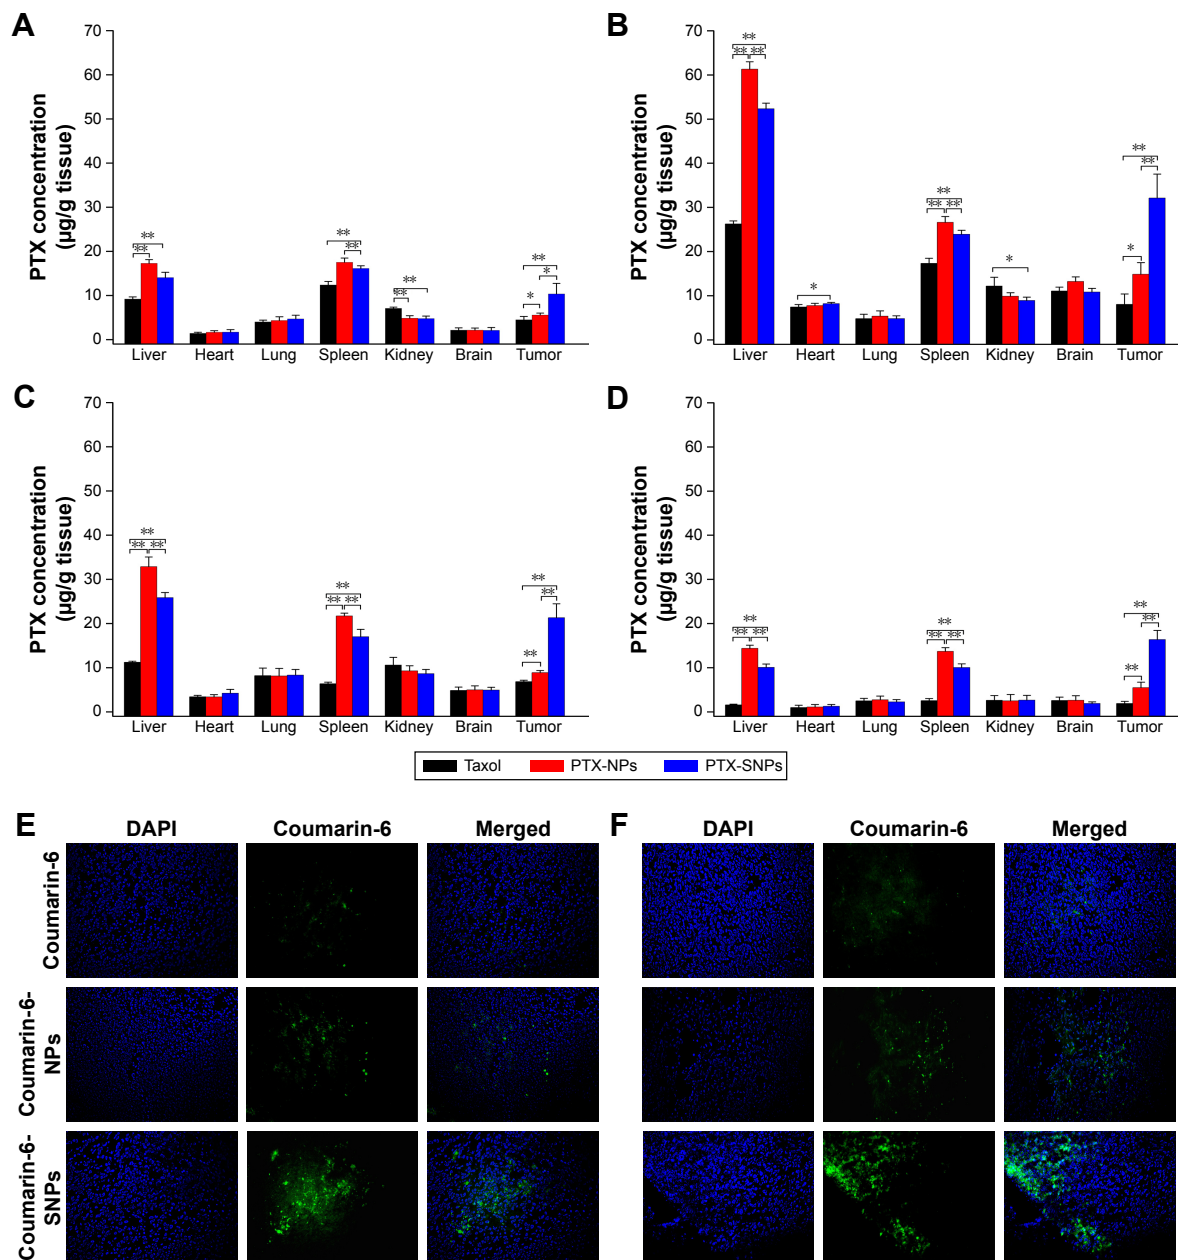 A
PTX concentration
(µg/g tissue)
70
60
50
40
30
20
10
0
** ** ** ** ** ** ** * * **
Liver Heart Lung Spleen Kidney Brain Tumor
B
PTX concentration
(µg/g tissue)
70
60
50
40
30
20
10
0
** ** ** * ** ** ** * * ** **
Liver Heart Lung Spleen Kidney Brain Tumor
C
PTX concentration
(µg/g tissue)
70
60
50
40
30
20
10
0
** ** ** ** ** ** ** ** **
Liver Heart Lung Spleen Kidney Brain Tumor
D
PTX concentration
(µg/g tissue)
70
60
50
40
30
20
10
0
** ** ** ** ** ** ** ** **
Liver Heart Lung Spleen Kidney Brain Tumor
Taxol PTX-NPs PTX-SNPs
E
DAPI Coumarin-6 Merged
Coumarin-6
Coumarin-6-
NPs
Coumarin-6-
SNPs
F
DAPI Coumarin-6 Merged